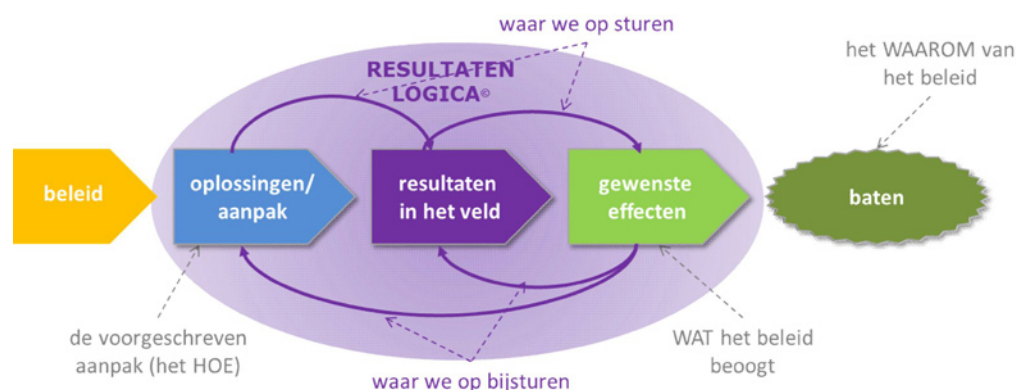 waar we op sturen
het WAAROM van
het beleid
RESULTATEN
LOGICA©
beleid
oplossingen/
aanpak
resultaten
in het veld
gewenste
effecten
baten
de voorgeschreven
aanpak (het HOE)
WAT het beleid
beoogt
waar we op bijsturen